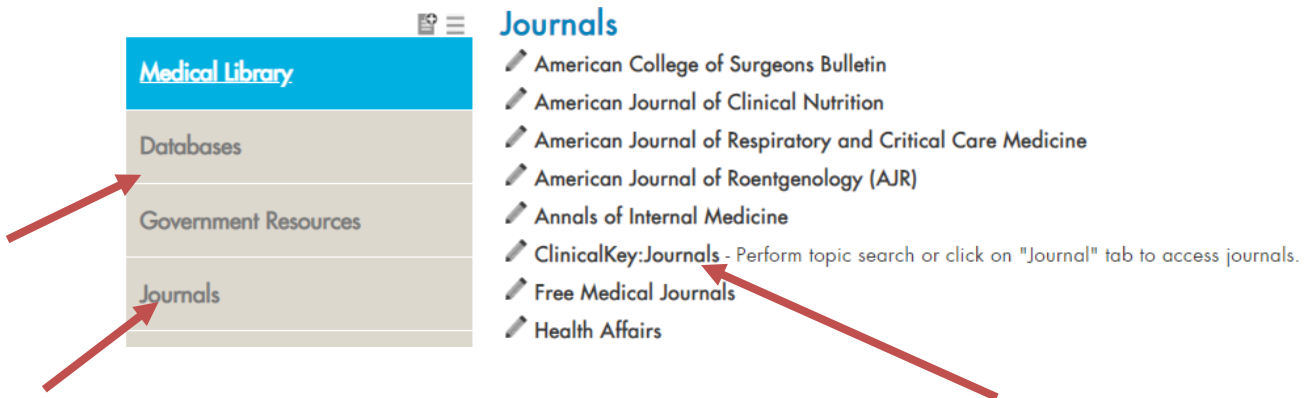 Medical Library
Databases
Government Resources
Journals
Journals
American College of Surgeons Bulletin
American Journal of Clinical Nutrition
American Journal of Respiratory and Critical Care Medicine
American Journal of Roentgenology (AJR)
Annals of Internal Medicine
ClinicalKey:Journals - Perform topic search or click on "Journal" tab to access journals.
Free Medical Journals
Health Affairs